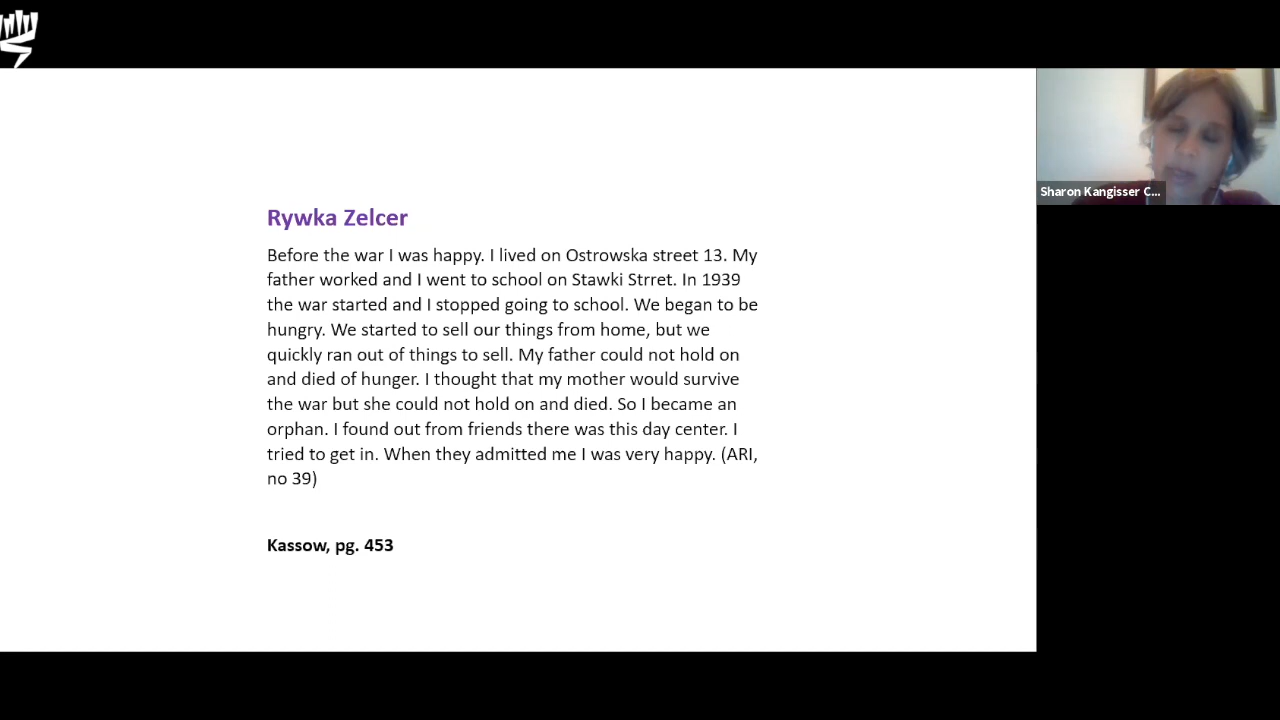 Rywka Zelcer
Before the war I was happy. I lived on Ostrowska street 13. My
father worked and I went to school on Stawki Strret. In 1939
the war started and I stopped going to school. We began to be
hungry. We started to sell our things from home, but we
quickly ran out of things to sell. My father could not hold on
and died of hunger. I thought that my mother would survive
the war but she could not hold on and died. So I became an
orphan. I found out from friends there was this day center. I
tried to get in. When they admitted me I was very happy. (ARI,
no 39)
Kassow, pg. 453
Sharon Kangisser C...